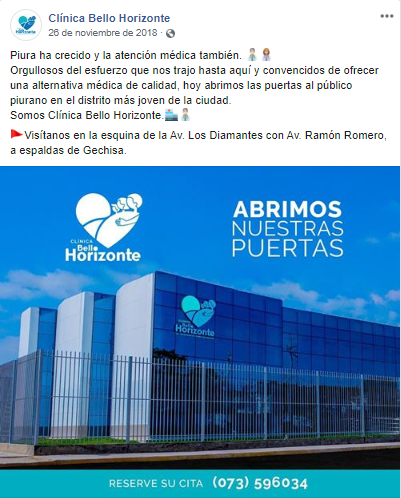 Clínica Bello Horizonte
26 de noviembre de 2018 ·
Piura ha crecido y la atención médica también.
Orgullosos del esfuerzo que nos trajo hasta aquí y convencidos de ofrecer
una alternativa médica de calidad, hoy abrimos las puertas al público
piurano en el distrito más joven de la ciudad.
Somos Clínica Bello Horizonte.
Visítanos en la esquina de la Av. Los Diamantes con Av. Ramón Romero,
a espaldas de Gechisa.
CLÍNICA
Bello
Horizonte
ABRIMOS
NUESTRAS
PUERTAS
Bello
Horizonte
RESERVE SU CITA (073) 596034